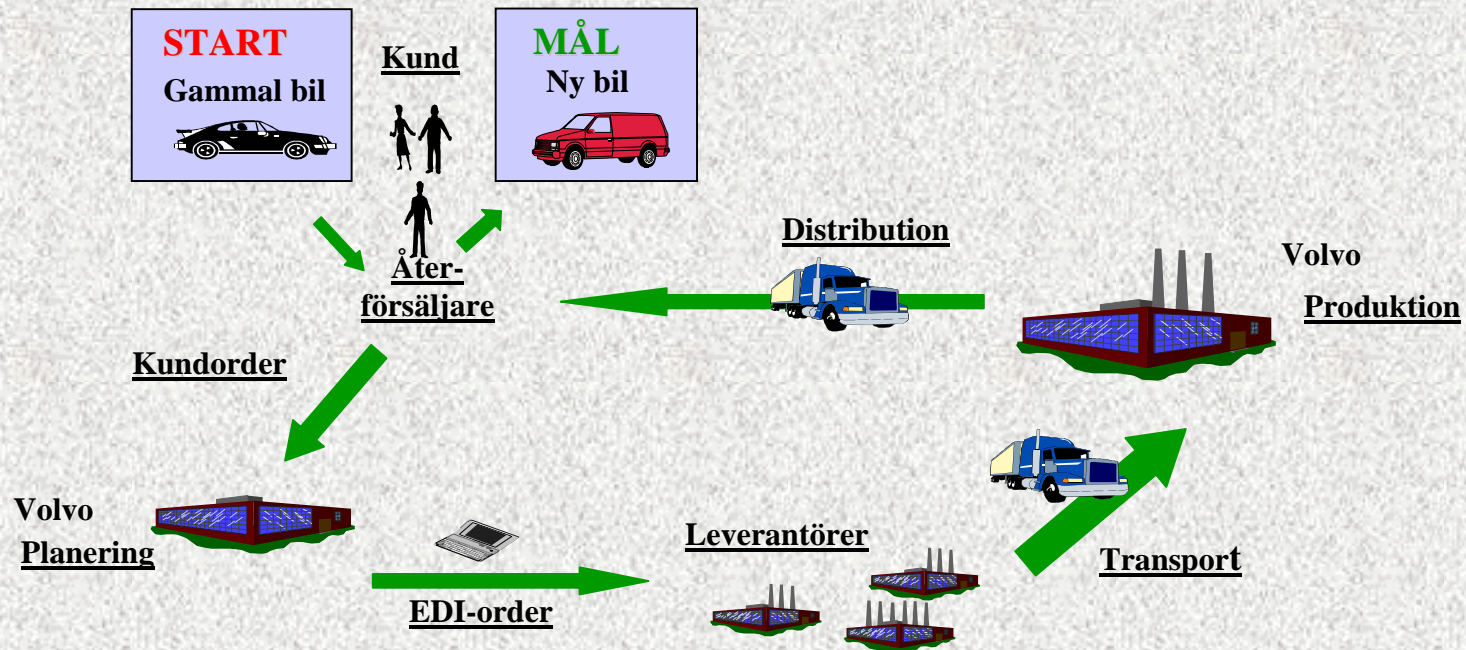 START
Gammal bil
Kund
MÅL
Ny bil
Åter-
försäljare
Distribution
Volvo
Produktion
Kundorder
Volvo
Planering
EDI-order
Leverantörer
Transport